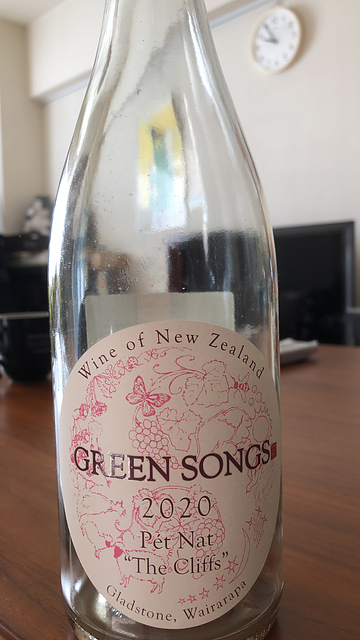 Wine of New Zealand
GREEN SONGS
2020
Pét Nat
"The Cliffs"
Gladstone, Wairarapa